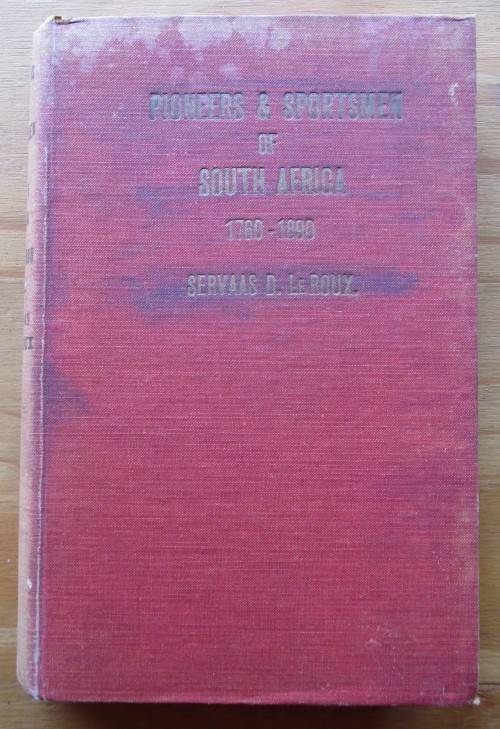 PIONEERS & SPORTSMEN
OF
SOUTH AFRICA
1760 - 1890
SERVAAS D. LE ROUX.